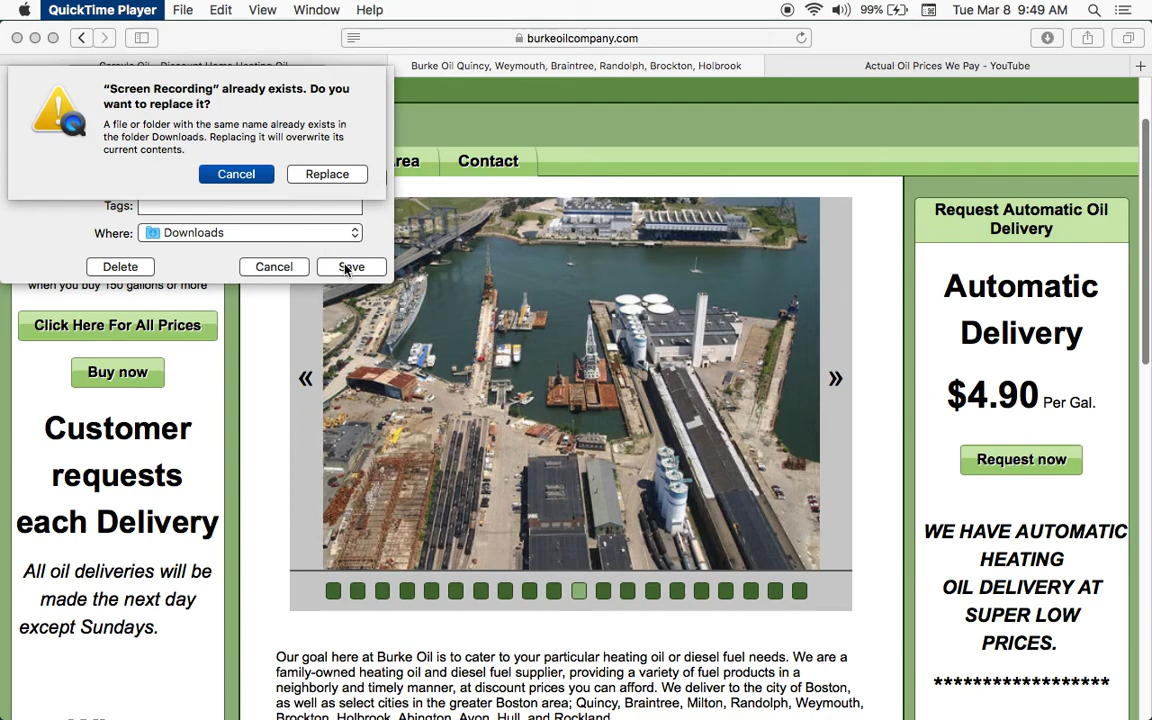 QuickTime Player File Edit View Window Help 99% Tue Mar 8 9:49 AM
burkeoilcompany.com
Burke Oil Quincy, Weymouth, Braintree, Randolph, Brockton, Holbrook
Actual Oil Prices We Pay - YouTube
“Screen Recording” already exists. Do you
want to replace it?
A file or folder with the same name already exists in
the folder Downloads. Replacing it will overwrite its
current contents.
Cancel Replace
Tags:
Where: Downloads
Delete Cancel Save
Contact
when you buy 150 gallons or more
Click Here For All Prices
Buy now
Customer
requests
each Delivery
All oil deliveries will be
made the next day
except Sundays.
« »
Our goal here at Burke Oil is to cater to your particular heating oil or diesel fuel needs. We are a
family-owned heating oil and diesel fuel supplier, providing a variety of fuel products in a
neighborly and timely manner, at discount prices you can afford. We deliver to the city of Boston,
as well as select cities in the greater Boston area; Quincy, Braintree, Milton, Randolph, Weymouth,
Brockton, Holbrook, Abington, Avon, Hull, and Rockland.
Request Automatic Oil
Delivery
Automatic
Delivery
$4.90 Per Gal.
Request now
WE HAVE AUTOMATIC
HEATING
OIL DELIVERY AT
SUPER LOW
PRICES.
******************